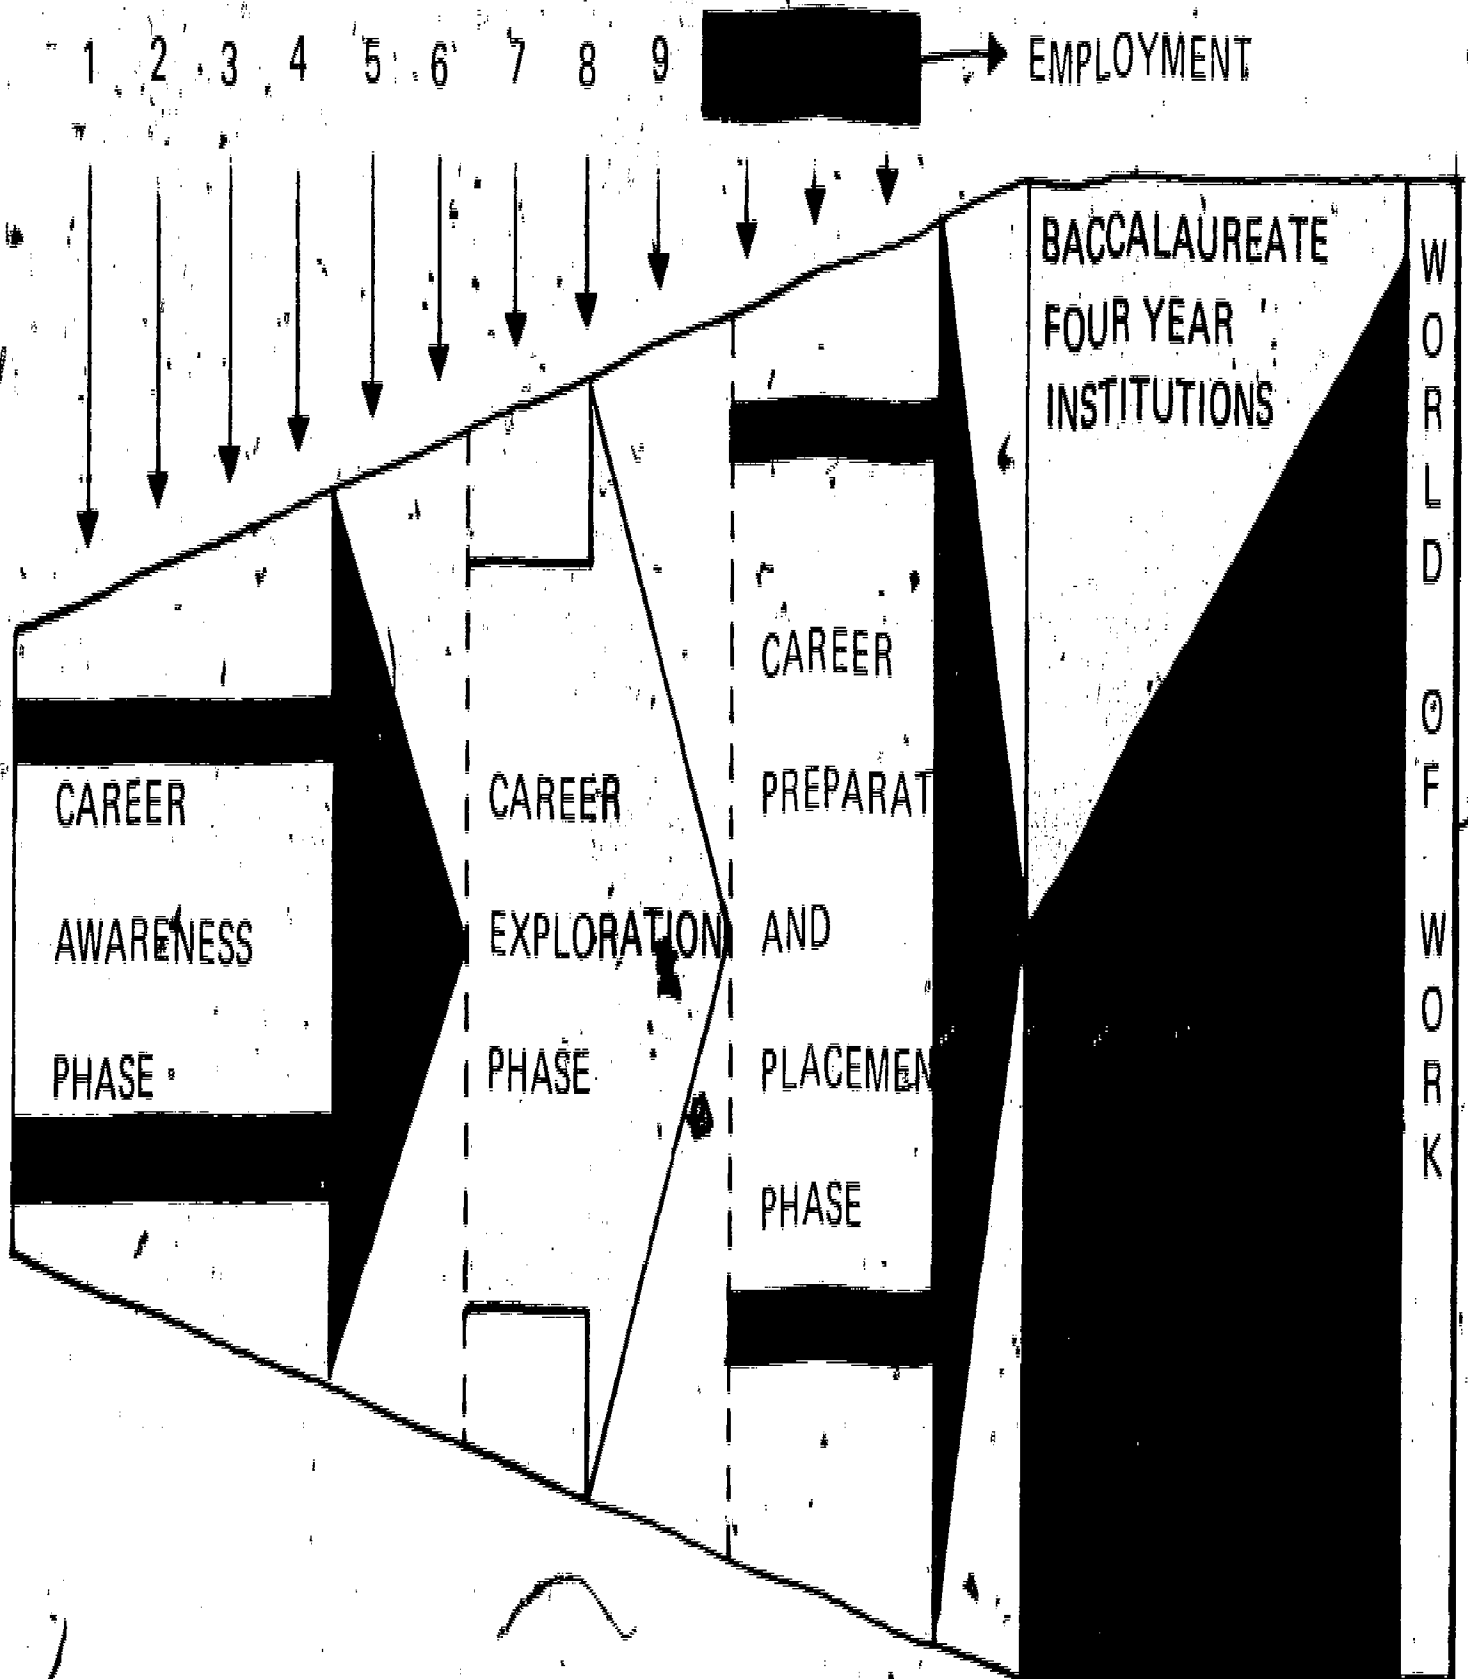 1 2 3 4 5 6 7 8 9 EMPLOYMENT
BACCALAUREATE
FOUR YEAR
INSTITUTIONS
CAREER
AWARENESS
PHASE
CAREER
EXPLORATION
PHASE
CAREER
PREPARAT
AND
PLACEMEN
PHASE
WORLD OF WORK